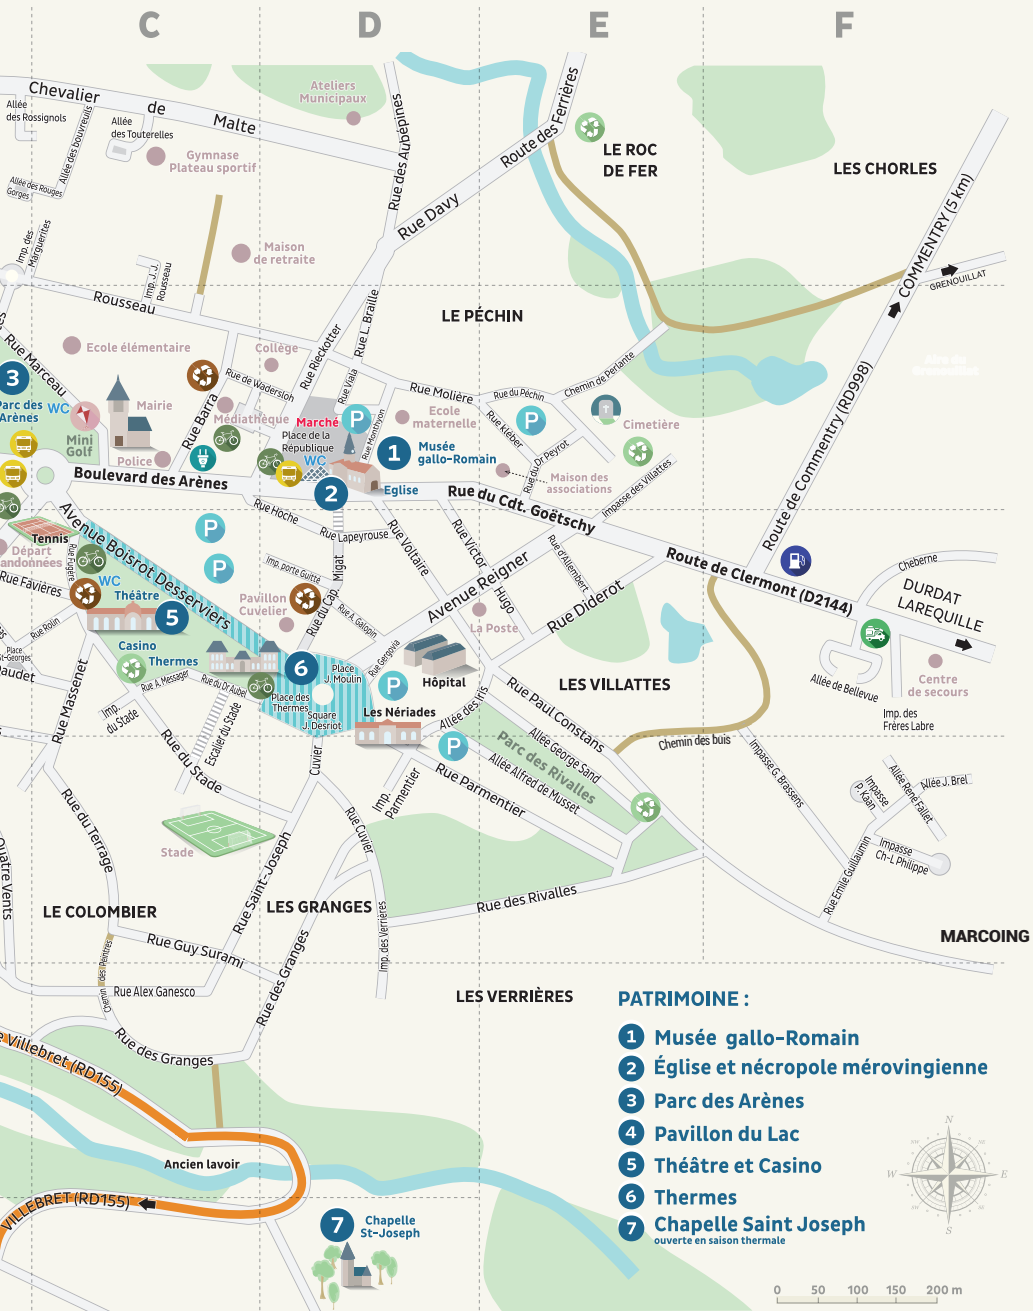 C
D
E
F
Chevalier de Malte
Allée
des Rossignols
Allée
des Touterelles
Allée des bouvreuils
Allée des Rouges
Gorges
Imp. des
Marguerites
Gymnase
Plateau sportif
Ateliers
Municipaux
Rue des Aubépines
Route des Ferrières
Rue Davy
LE ROC
DE FER
LES CHORLES
COMMENTRY (5 km)
GRENOUILLAT
Maison
de retraite
Imp. J.J.
Rousseau
Rousseau
LE PÉCHIN
Rue Marceau
Ecole élémentaire
Collège
Rue de Wadersloh
Rue Rieckotter
Rue L. Braille
Rue Viala
Rue Monthyon
Rue Molière
Rue du Péchin
Chemin de Perlante
3
Parc des
Arènes
WC
Mini
Golf
Mairie
Police
Rue Barra
Médiathèque
Marché
Place de la
République
WC
P
Ecole
maternelle
1
Musée
gallo-Romain
Rue Kléber
P
Rue du Dr Peyrot
Cimetière
Maison des
associations
Impasse des Villattes
Route de Commentry (RD998)
Boulevard des Arènes
2
Eglise
Rue du Cdt. Goëtschy
Route de Clermont (D2144)
Rue Hoche
Rue Lapeyrouse
Rue Voltaire
Rue Victor Hugo
Rue d'Allembert
Avenue Reigner
Rue Diderot
Avenue Boisrot Desserviers
Tennis
Départ
Rue Fugère
Rue Favières
WC
Théâtre
5
P
P
Imp. porte Guitté
Pavillon
Cuvelier
Rue du Cap. Migat
Rue A. Galopin
Rue Gergovia
La Poste
Cheberne
DURDAT
LAREQUILLE
Centre
de secours
Allée de Bellevue
Imp. des
Frères Labre
Rue Roin
Place
St-Georges
Casino
Thermes
Rue A. Messager
Rue du Dr Aubel
6
Place
J. Moulin
Place des
Thermes
Square
J. Desriot
P
Hôpital
Les Nériades
Allée des Iris
P
LES VILLATTES
Rue Massenet
Imp.
du Stade
Escalier du Stade
Rue du Stade
Cuvier
Rue Paul Constans
Allée George Sand
Parc des Rivalles
Allée Alfred de Musset
Rue Parmentier
Imp.
Parmentier
Chemin des buis
Impasse G. Brassens
Impasse
P. Kaan
Allée René Fallet
Allée J. Brel
Impasse
Ch-L Philippe
Rue Emile Guillaumin
Rue du Terrage
Stade
Rue Saint-Joseph
Rue Cuvier
Quatre Vents
LE COLOMBIER
LES GRANGES
Rue des Rivalles
MARCOING
Rue Guy Surami
Chemin des Peintres
Rue Alex Ganesco
Rue des Granges
Imp. des Verrières
LES VERRIÈRES
Rue des Granges
Villebret (RD155)
Ancien lavoir
VILLEBRET (RD155)
7
Chapelle
St-Joseph
PATRIMOINE :
1 Musée gallo-Romain
2 Église et nécropole mérovingienne
3 Parc des Arènes
4 Pavillon du Lac
5 Théâtre et Casino
6 Thermes
7 Chapelle Saint Joseph
ouverte en saison thermale
N
W
E
S
0 50 100 150 200 m